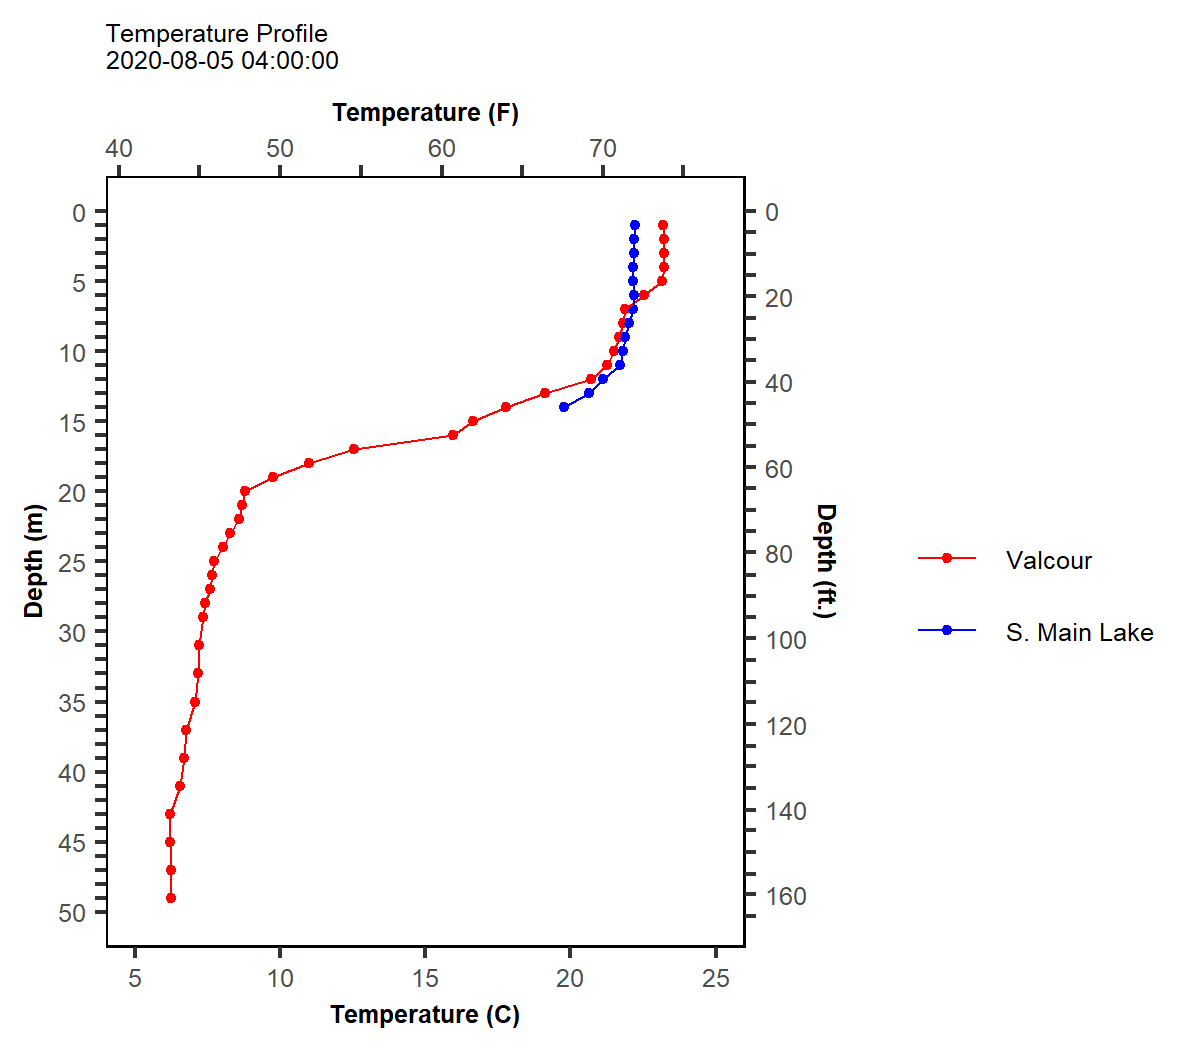 Temperature Profile
2020-08-05 04:00:00
Temperature (F)
40 50 60 70
0
5
10
15
20
25
30
35
40
45
50
Depth (m)
0
20
40
60
80
100
120
140
160
Depth (ft.)
Valcour
S. Main Lake
5 10 15 20 25
Temperature (C)